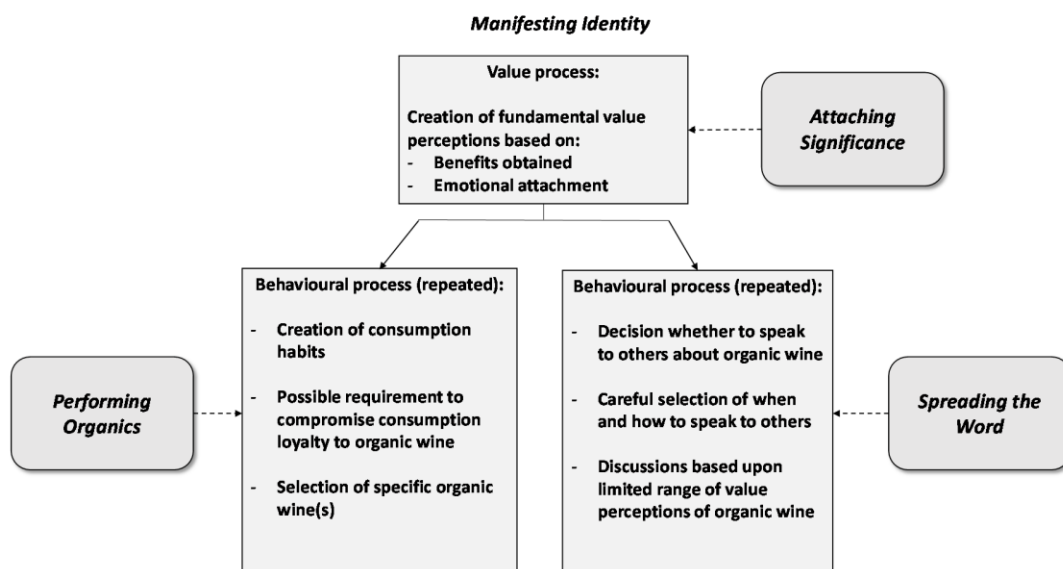 Manifesting Identity
Value process:
Creation of fundamental value
perceptions based on:
- Benefits obtained
- Emotional attachment
Attaching
Significance
Behavioural process (repeated):
- Creation of consumption
habits
- Possible requirement to
compromise consumption
loyalty to organic wine
- Selection of specific organic
wine(s)
Behavioural process (repeated):
- Decision whether to speak
to others about organic wine
- Careful selection of when
and how to speak to others
- Discussions based upon
limited range of value
perceptions of organic wine
Performing
Organics
Spreading the
Word